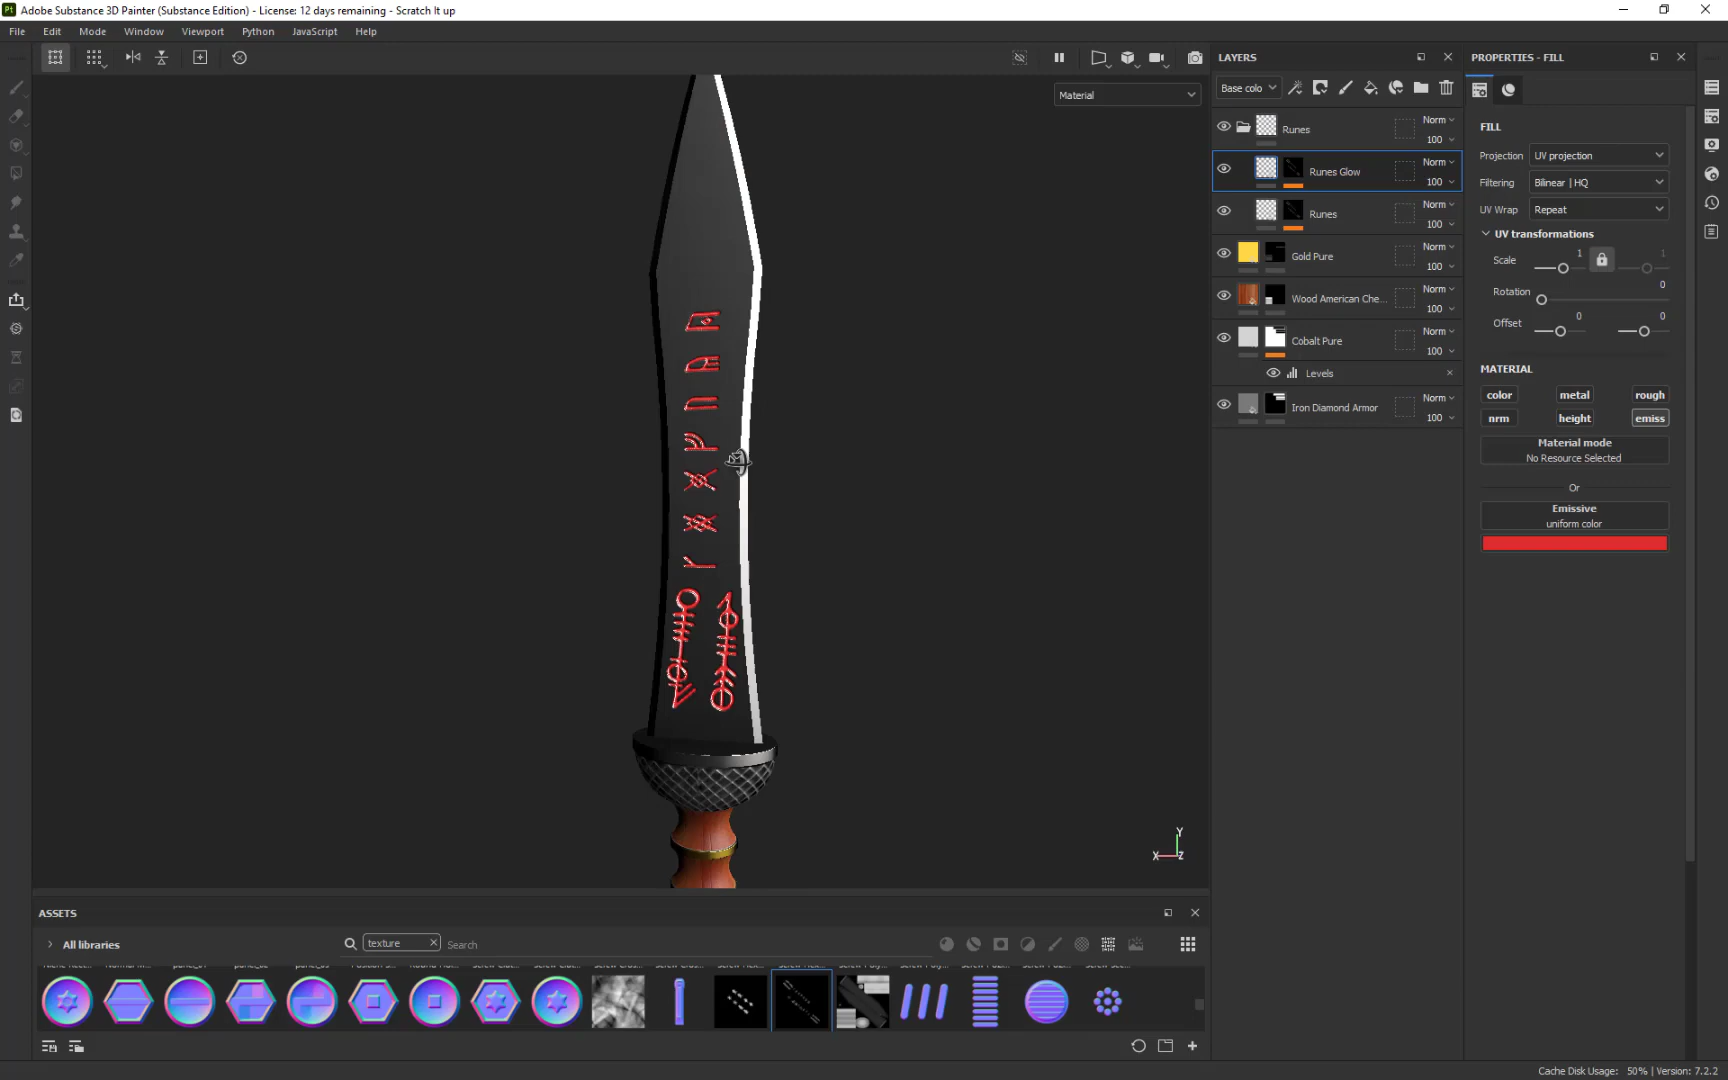 Adobe Substance 3D Painter (Substance Edition) - License: 12 days remaining - Scratch It up
File Edit Mode Window Viewport Python JavaScript Help
Material
LAYERS
Base colo
Runes Norm 100
Runes Glow Norm 100
Runes Norm 100
Gold Pure Norm 100
Wood American Che... Norm 100
Cobalt Pure Norm 100
Levels
Iron Diamond Armor Norm 100
PROPERTIES - FILL
FILL
Projection UV projection
Filtering Bilinear | HQ
UV Wrap Repeat
UV transformations
Scale 1 1
Rotation 0
Offset 0 0
MATERIAL
color metal rough
nrm height emiss
Material mode
No Resource Selected
Or
Emissive
uniform color
Y
X Z
ASSETS
All libraries
texture Search
Cache Disk Usage: 50% | Version: 7.2.2